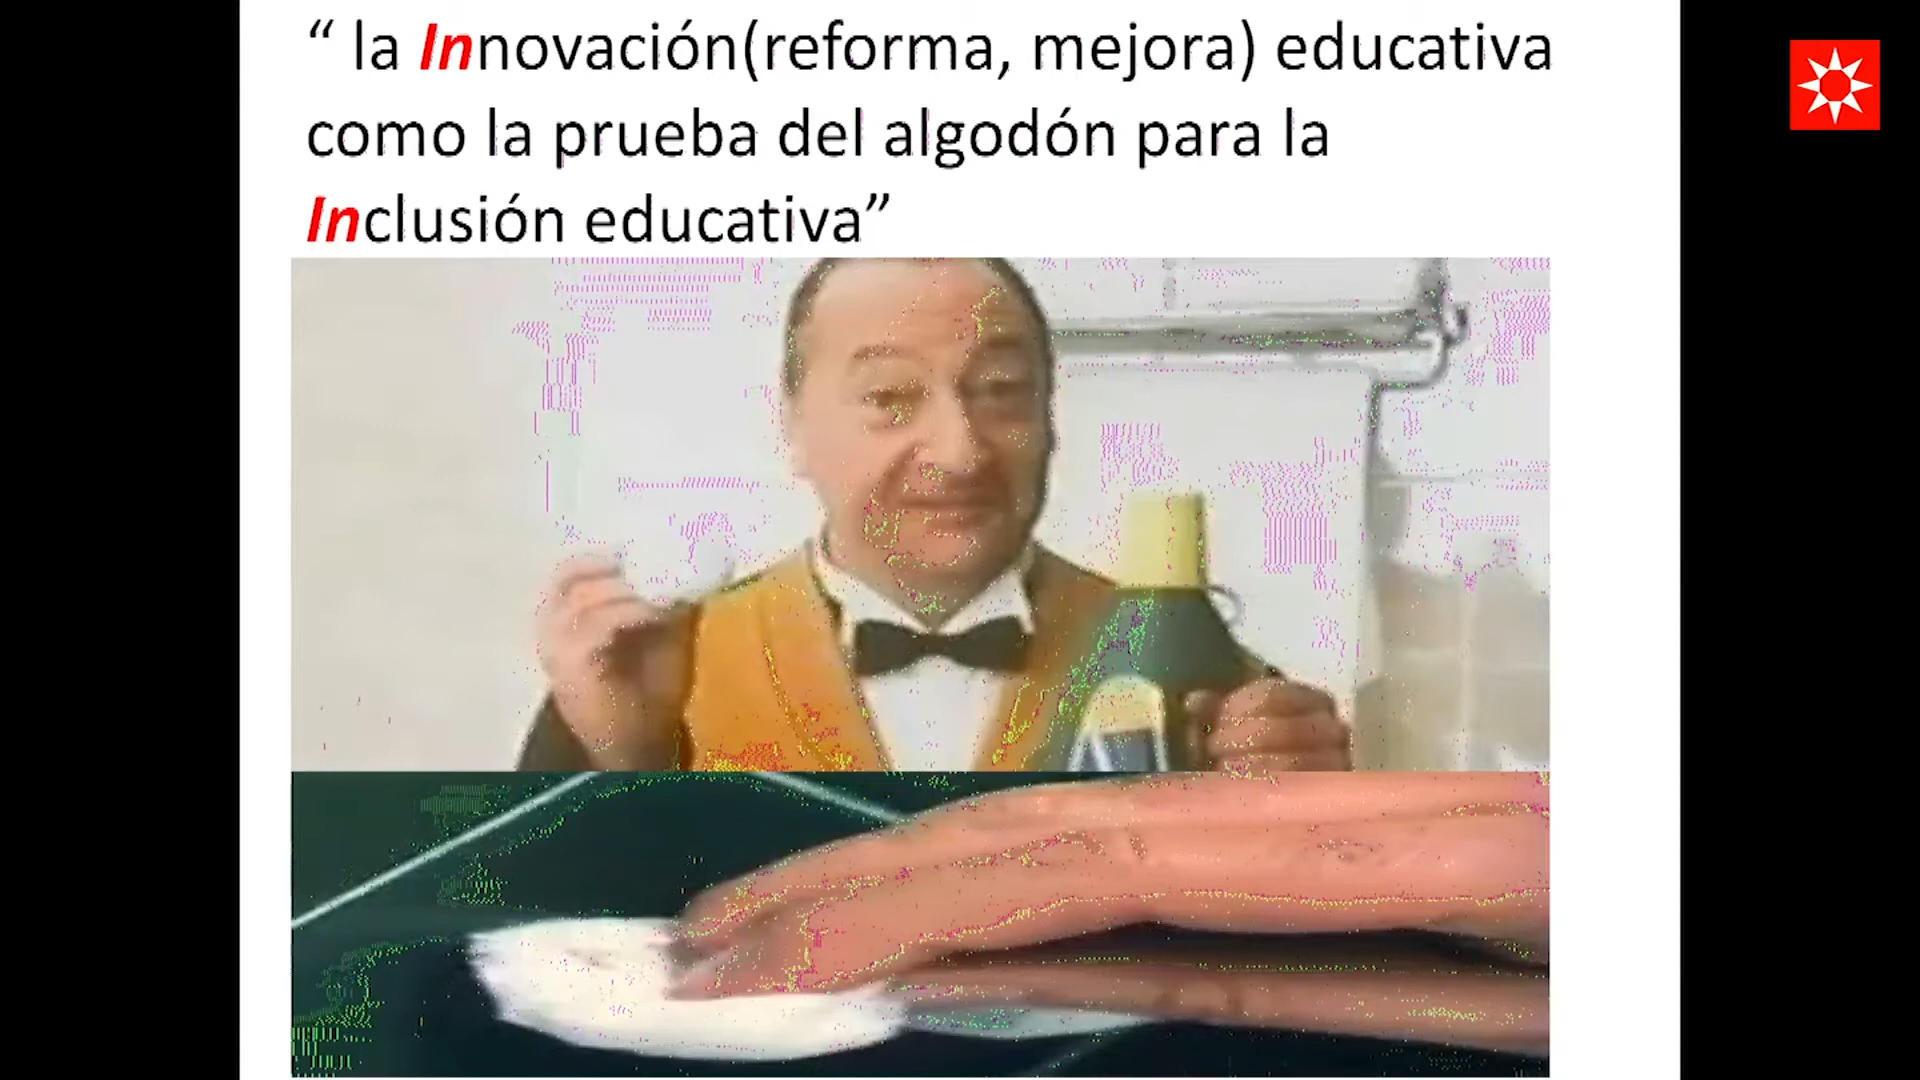 “ la Innovación(reforma, mejora) educativa
como la prueba del algodón para la
Inclusión educativa”